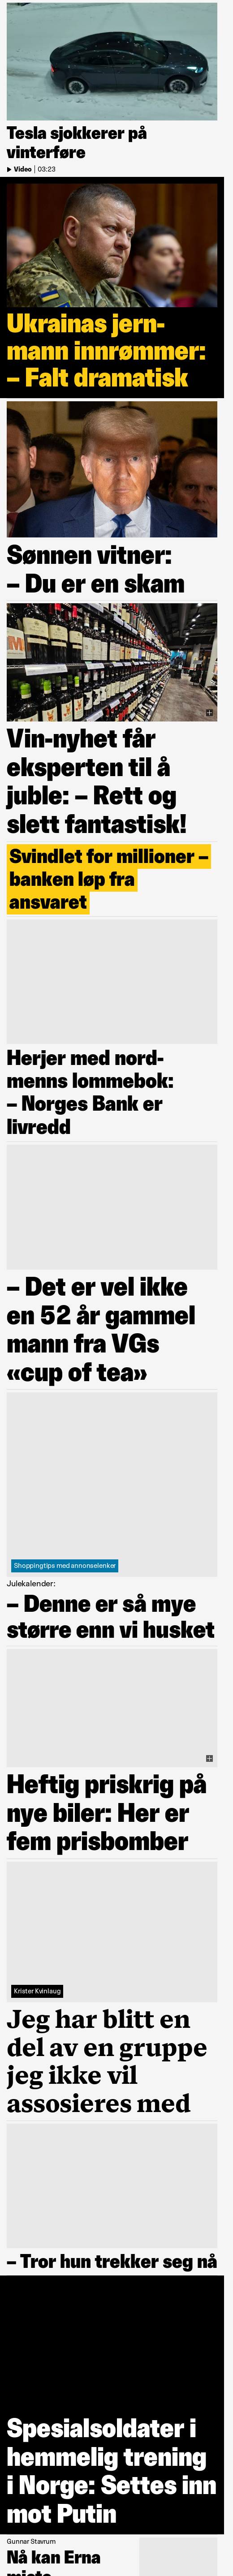 Tesla sjokkerer på
vinterføre
Video | 03:23
Ukrainas jern-
mann innrømmer:
– Falt dramatisk
Sønnen vitner:
– Du er en skam
Vin-nyhet får
eksperten til å
juble: – Rett og
slett fantastisk!
Svindlet for millioner –
banken løp fra
ansvaret
Herjer med nord-
menns lommebok:
– Norges Bank er
livredd
– Det er vel ikke
en 52 år gammel
mann fra VGs
«cup of tea»
Shoppingtips med annonselenker
Julekalender:
– Denne er så mye
større enn vi husket
Heftig priskrig på
nye biler: Her er
fem prisbomber
Krister Kvinlaug
Jeg har blitt en
del av en gruppe
jeg ikke vil
assosieres med
– Tror hun trekker seg nå
Spesialsoldater i
hemmelig trening
i Norge: Settes inn
mot Putin
Gunnar Stavrum
Nå kan Erna